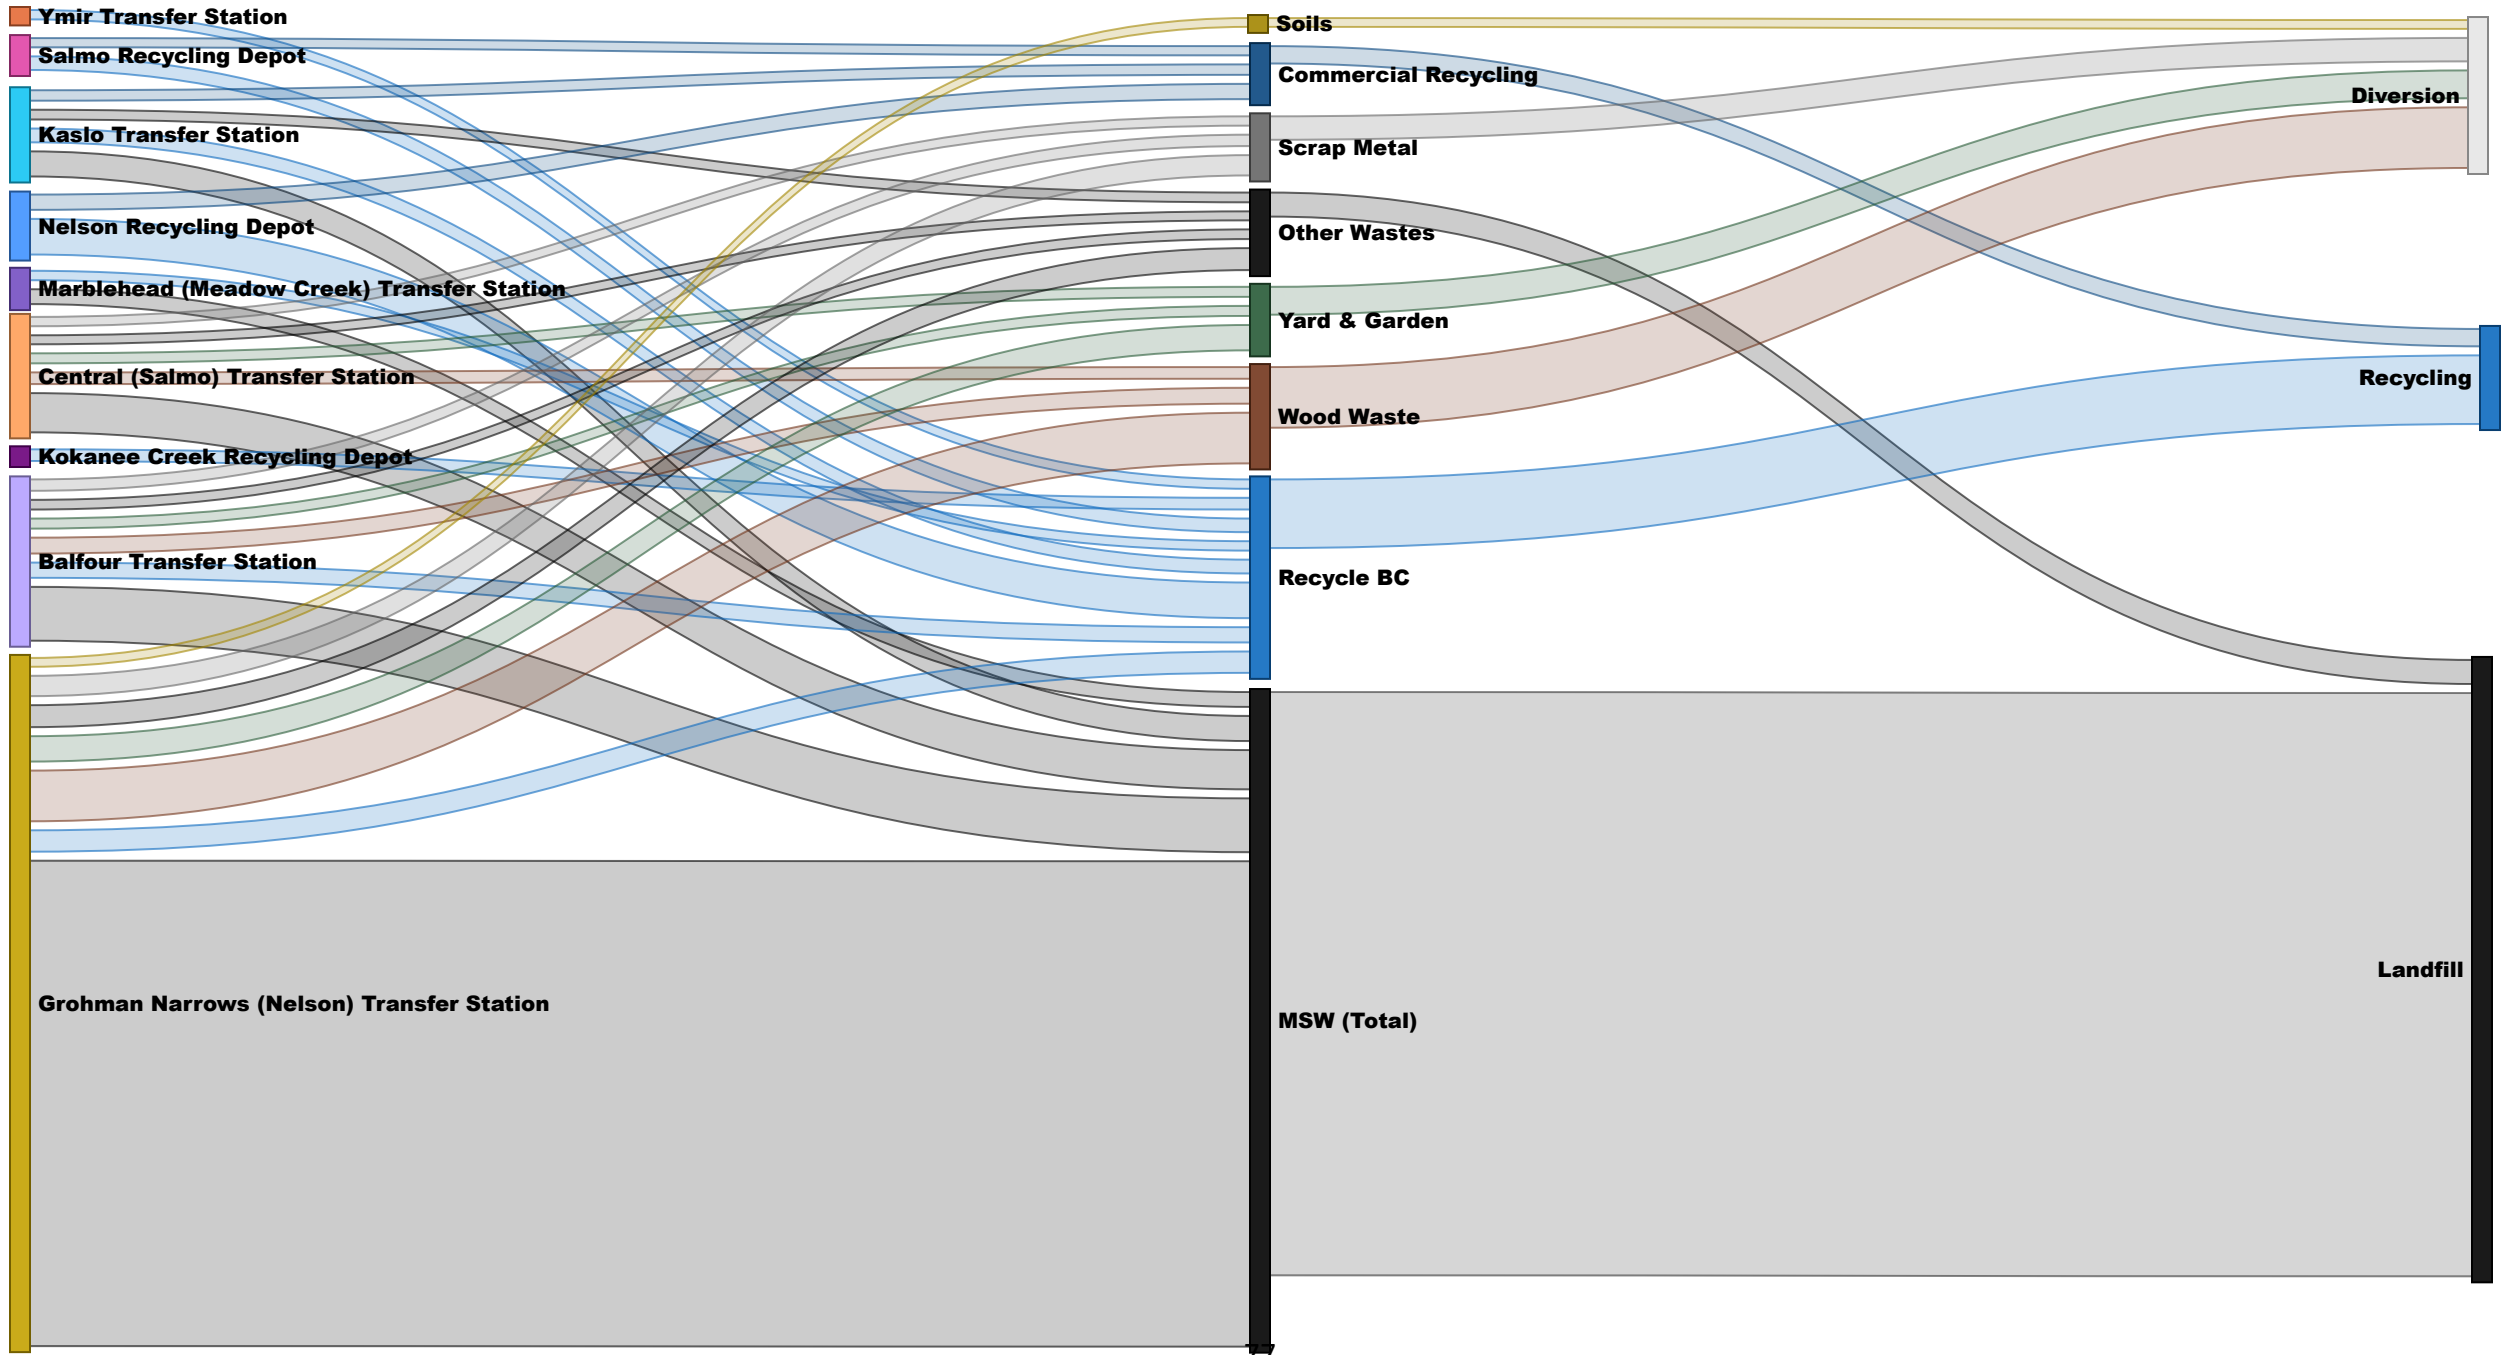 Ymir Transfer Station
Salmo Recycling Depot
Kaslo Transfer Station
Nelson Recycling Depot
Marblehead (Meadow Creek) Transfer Station
Central (Salmo) Transfer Station
Kokanee Creek Recycling Depot
Balfour Transfer Station
Grohman Narrows (Nelson) Transfer Station
Soils
Commercial Recycling
Scrap Metal
Other Wastes
Yard & Garden
Wood Waste
Recycle BC
MSW (Total)
Diversion
Recycling
Landfill